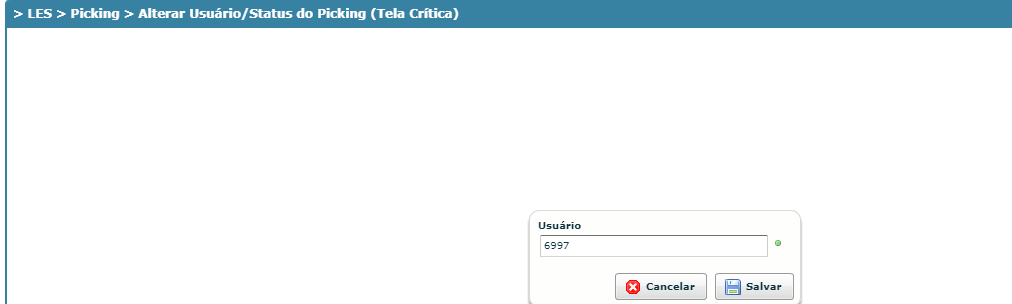 > LES > Picking > Alterar Usuário/Status do Picking (Tela Crítica)
Usuário
6997
Cancelar Salvar